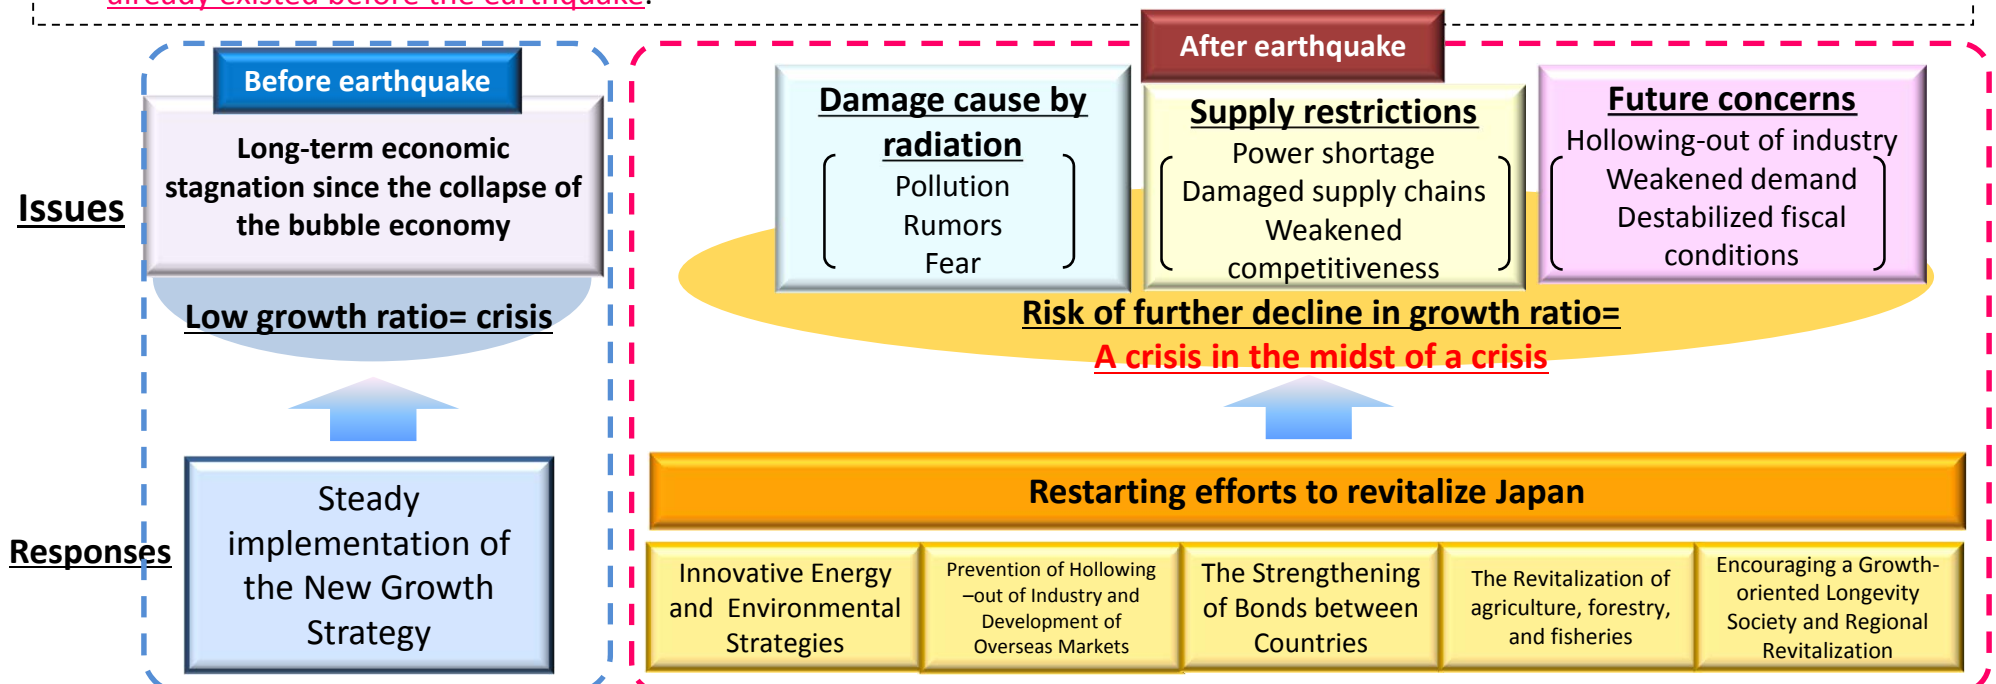 already existed before the earthquake.
Before earthquake
After earthquake
Issues
Long-term economic
stagnation since the collapse of
the bubble economy
Low growth ratio= crisis
Damage cause by
radiation
Pollution
Rumors
Fear
Supply restrictions
Power shortage
Damaged supply chains
Weakened
competitiveness
Future concerns
Hollowing-out of industry
Weakened demand
Destabilized fiscal
conditions
Risk of further decline in growth ratio=
A crisis in the midst of a crisis
Responses
Steady
implementation of
the New Growth
Strategy
Restarting efforts to revitalize Japan
Innovative Energy
and Environmental
Strategies
Prevention of Hollowing
–out of Industry and
Development of
Overseas Markets
The Strengthening
of Bonds between
Countries
The Revitalization of
agriculture, forestry,
and fisheries
Encouraging a Growth-
oriented Longevity
Society and Regional
Revitalization